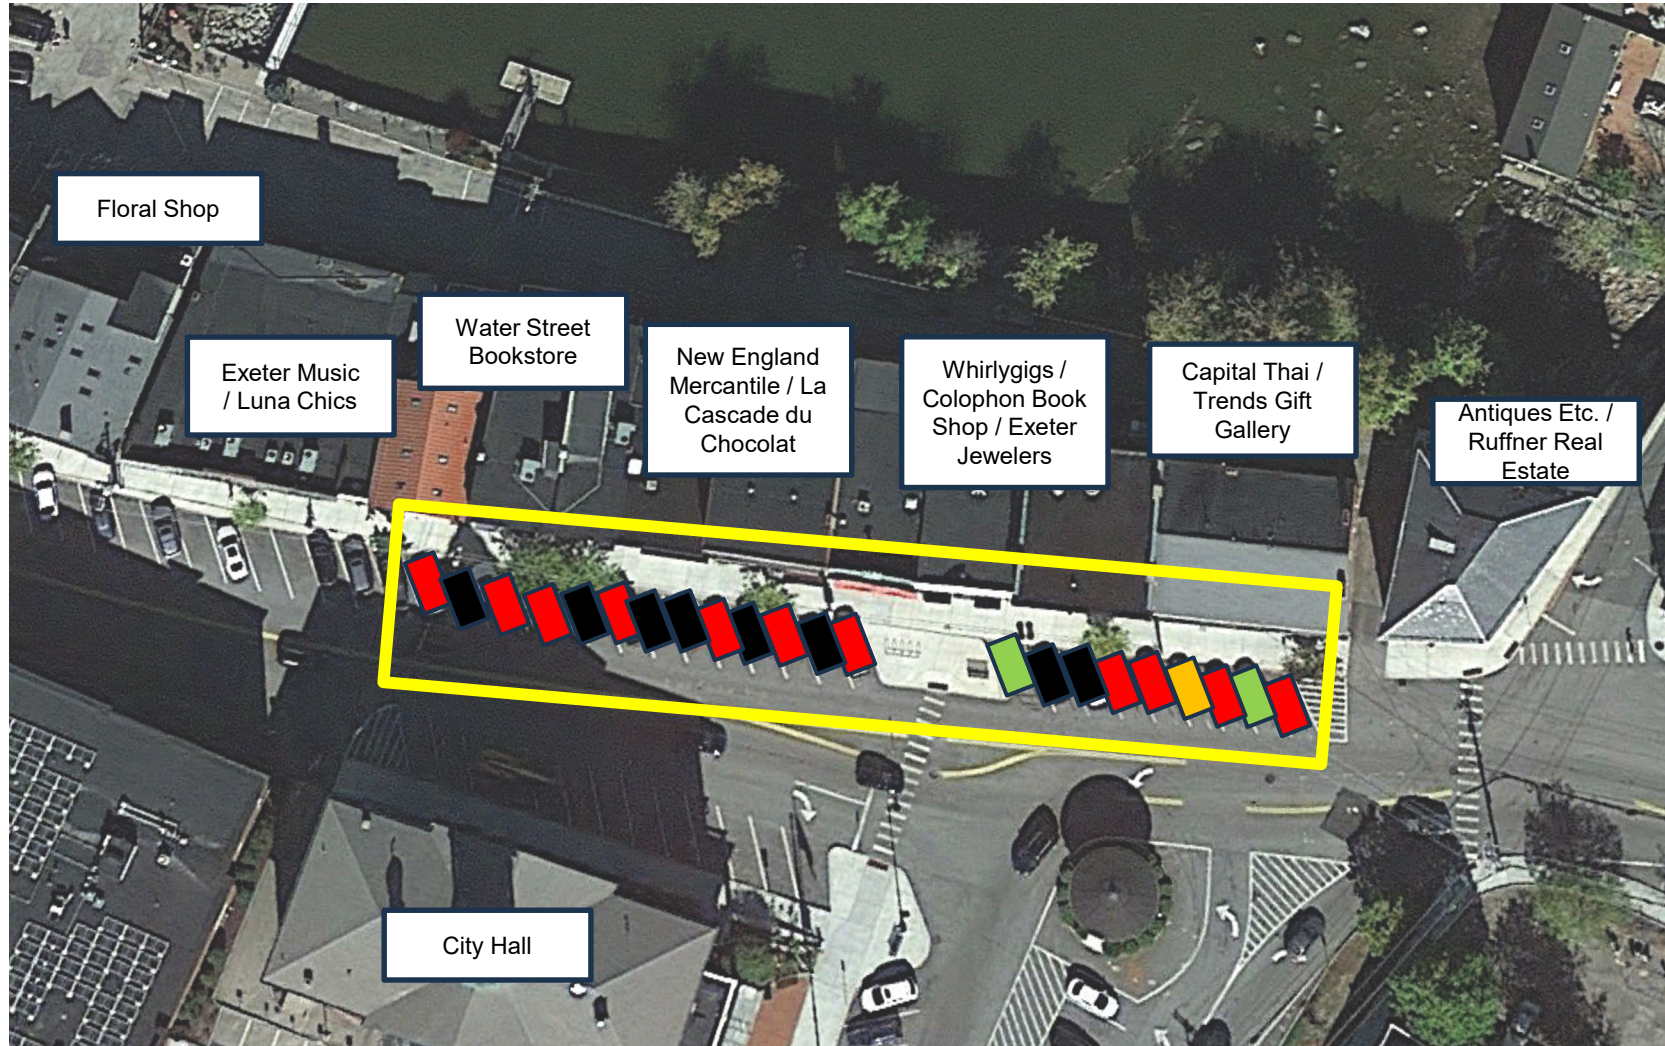 Floral Shop
Exeter Music
/ Luna Chics
Water Street
Bookstore
New England
Mercantile / La
Cascade du
Chocolat
Whirlygigs /
Colophon Book
Shop / Exeter
Jewelers
Capital Thai /
Trends Gift
Gallery
Antiques Etc. /
Ruffner Real
Estate
City Hall